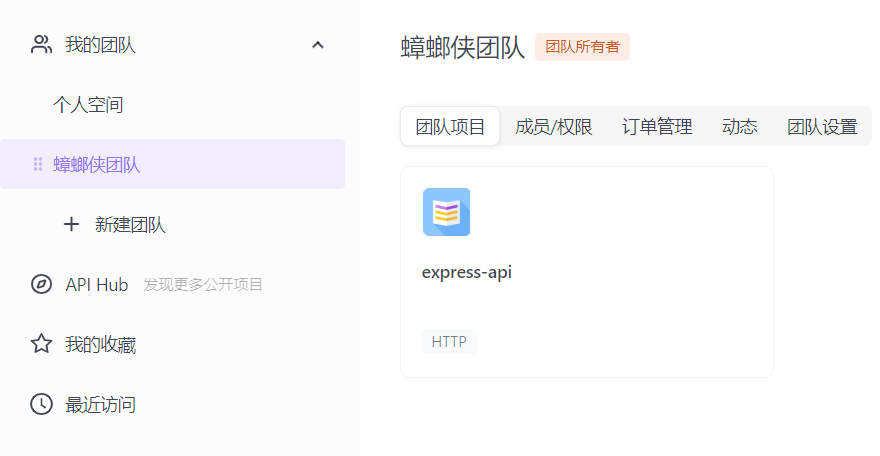 我的团队
个人空间
蟑螂侠团队
新建团队
API Hub 发现更多公开项目
我的收藏
最近访问
蟑螂侠团队 团队所有者
团队项目 成员/权限 订单管理 动态 团队设置
express-api
HTTP